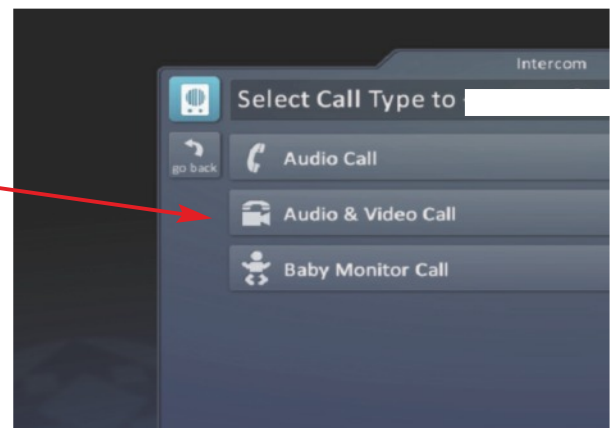 Intercom
Select Call Type to
go back
Audio Call
Audio & Video Call
Baby Monitor Call